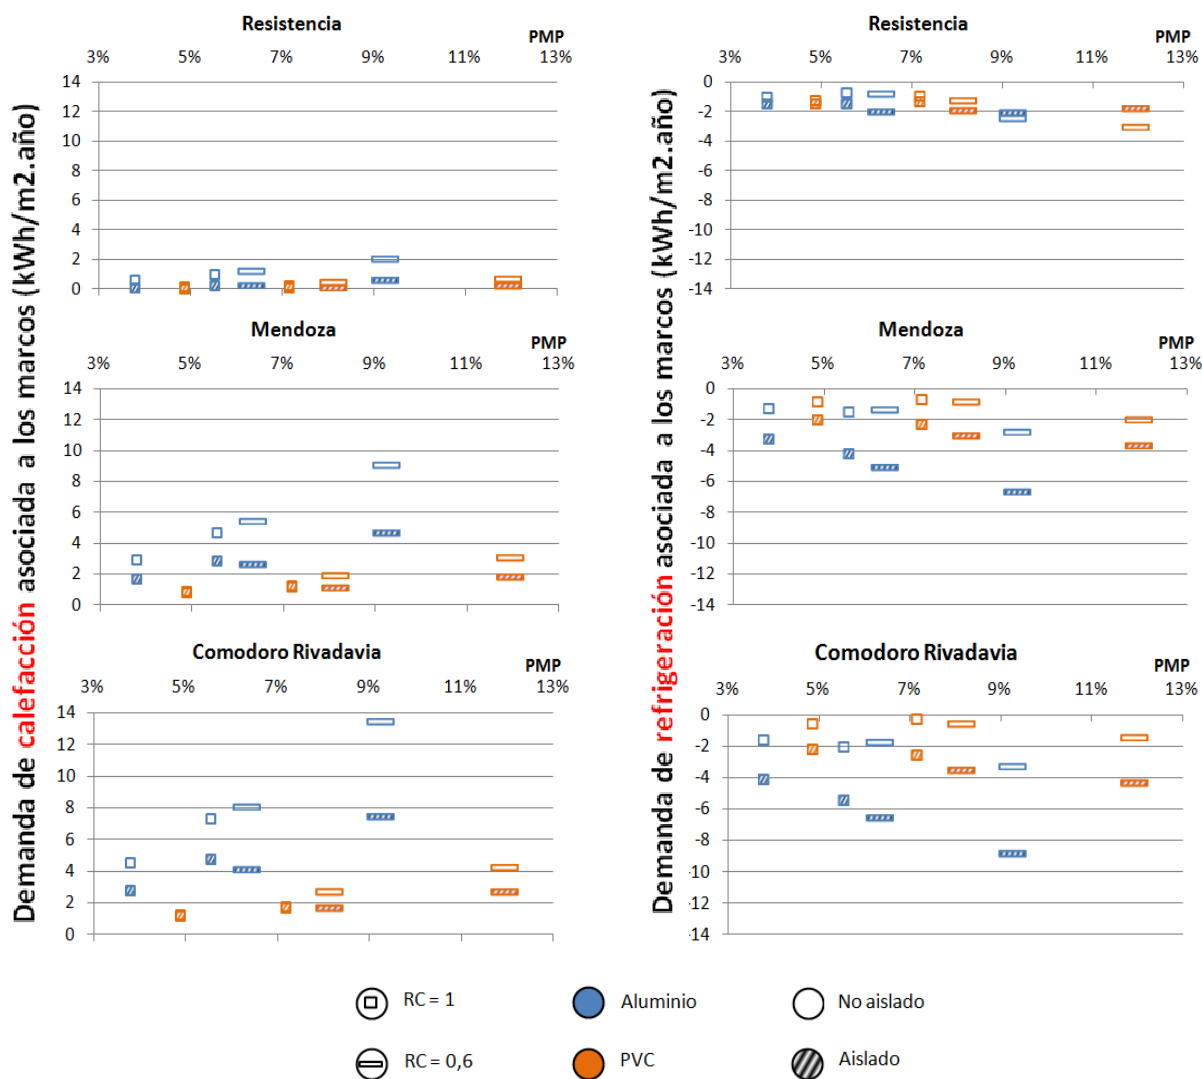 Demanda de calefacción asociada a los marcos (kWh/m2.año)
Resistencia
PMP
3% 5% 7% 9% 11% 13%
14
12
10
8
6
4
2
0
Mendoza
PMP
3% 5% 7% 9% 11% 13%
14
12
10
8
6
4
2
0
Comodoro Rivadavia
PMP
3% 5% 7% 9% 11% 13%
14
12
10
8
6
4
2
0
Demanda de refrigeración asociada a los marcos (kWh/m2.año)
Resistencia
PMP
3% 5% 7% 9% 11% 13%
0
-2
-4
-6
-8
-10
-12
-14
Mendoza
PMP
3% 5% 7% 9% 11% 13%
0
-2
-4
-6
-8
-10
-12
-14
Comodoro Rivadavia
PMP
3% 5% 7% 9% 11% 13%
0
-2
-4
-6
-8
-10
-12
-14
RC = 1 Aluminio No aislado
RC = 0,6 PVC Aislado